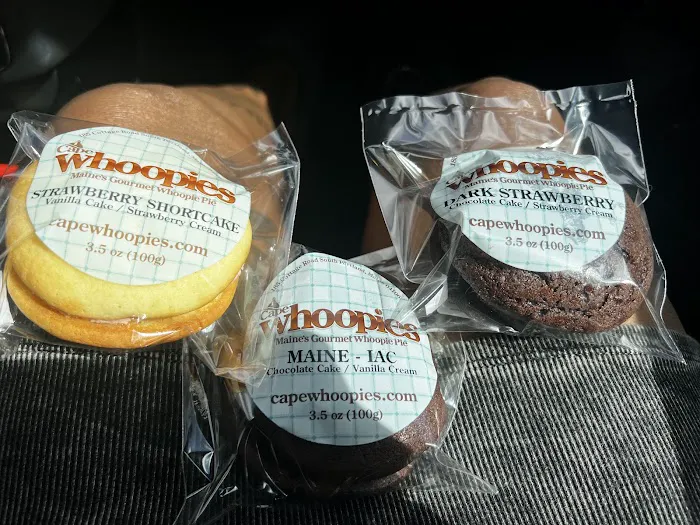 Cape
Whoopies
Maine's Gourmet Whoopie Pie
STRAWBERRY SHORTCAKE
Vanilla Cake / Strawberry Cream
capewhoopies.com
3.5 oz (100g)
Whoopies
Maine's Gourmet Whoopie Pie
DARK STRAWBERRY
Chocolate Cake / Strawberry Cream
capewhoopies.com
3.5 oz (100g)
Cape
Whoopies
Maine's Gourmet Whoopie Pie
MAINE - IAC
Chocolate Cake / Vanilla Cream
capewhoopies.com
3.5 oz (100g)